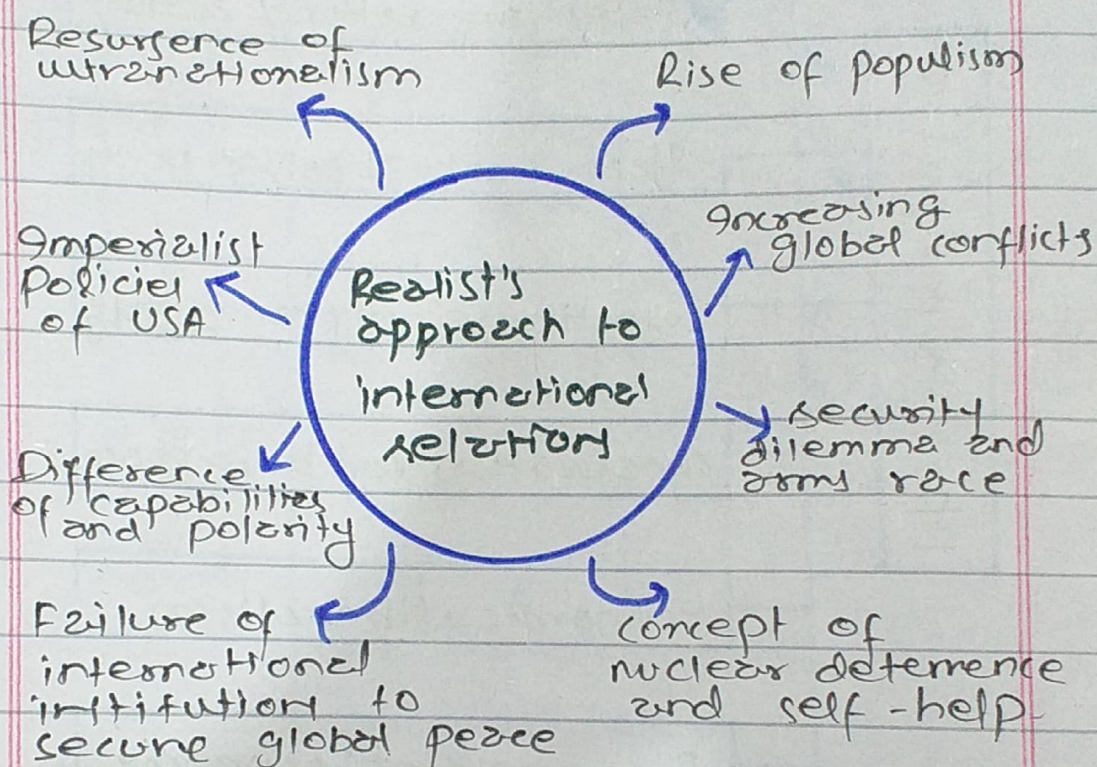 Resurgence of
ultranationalism
Rise of populism
Imperialist
Policies
of USA
Increasing
global conflicts
Realist's
approach to
international
relations
Difference
of capabilities
and polarity
security
dilemma and
arms race
Failure of
international
institution to
secure global peace
concept of
nuclear deterrence
and self-help